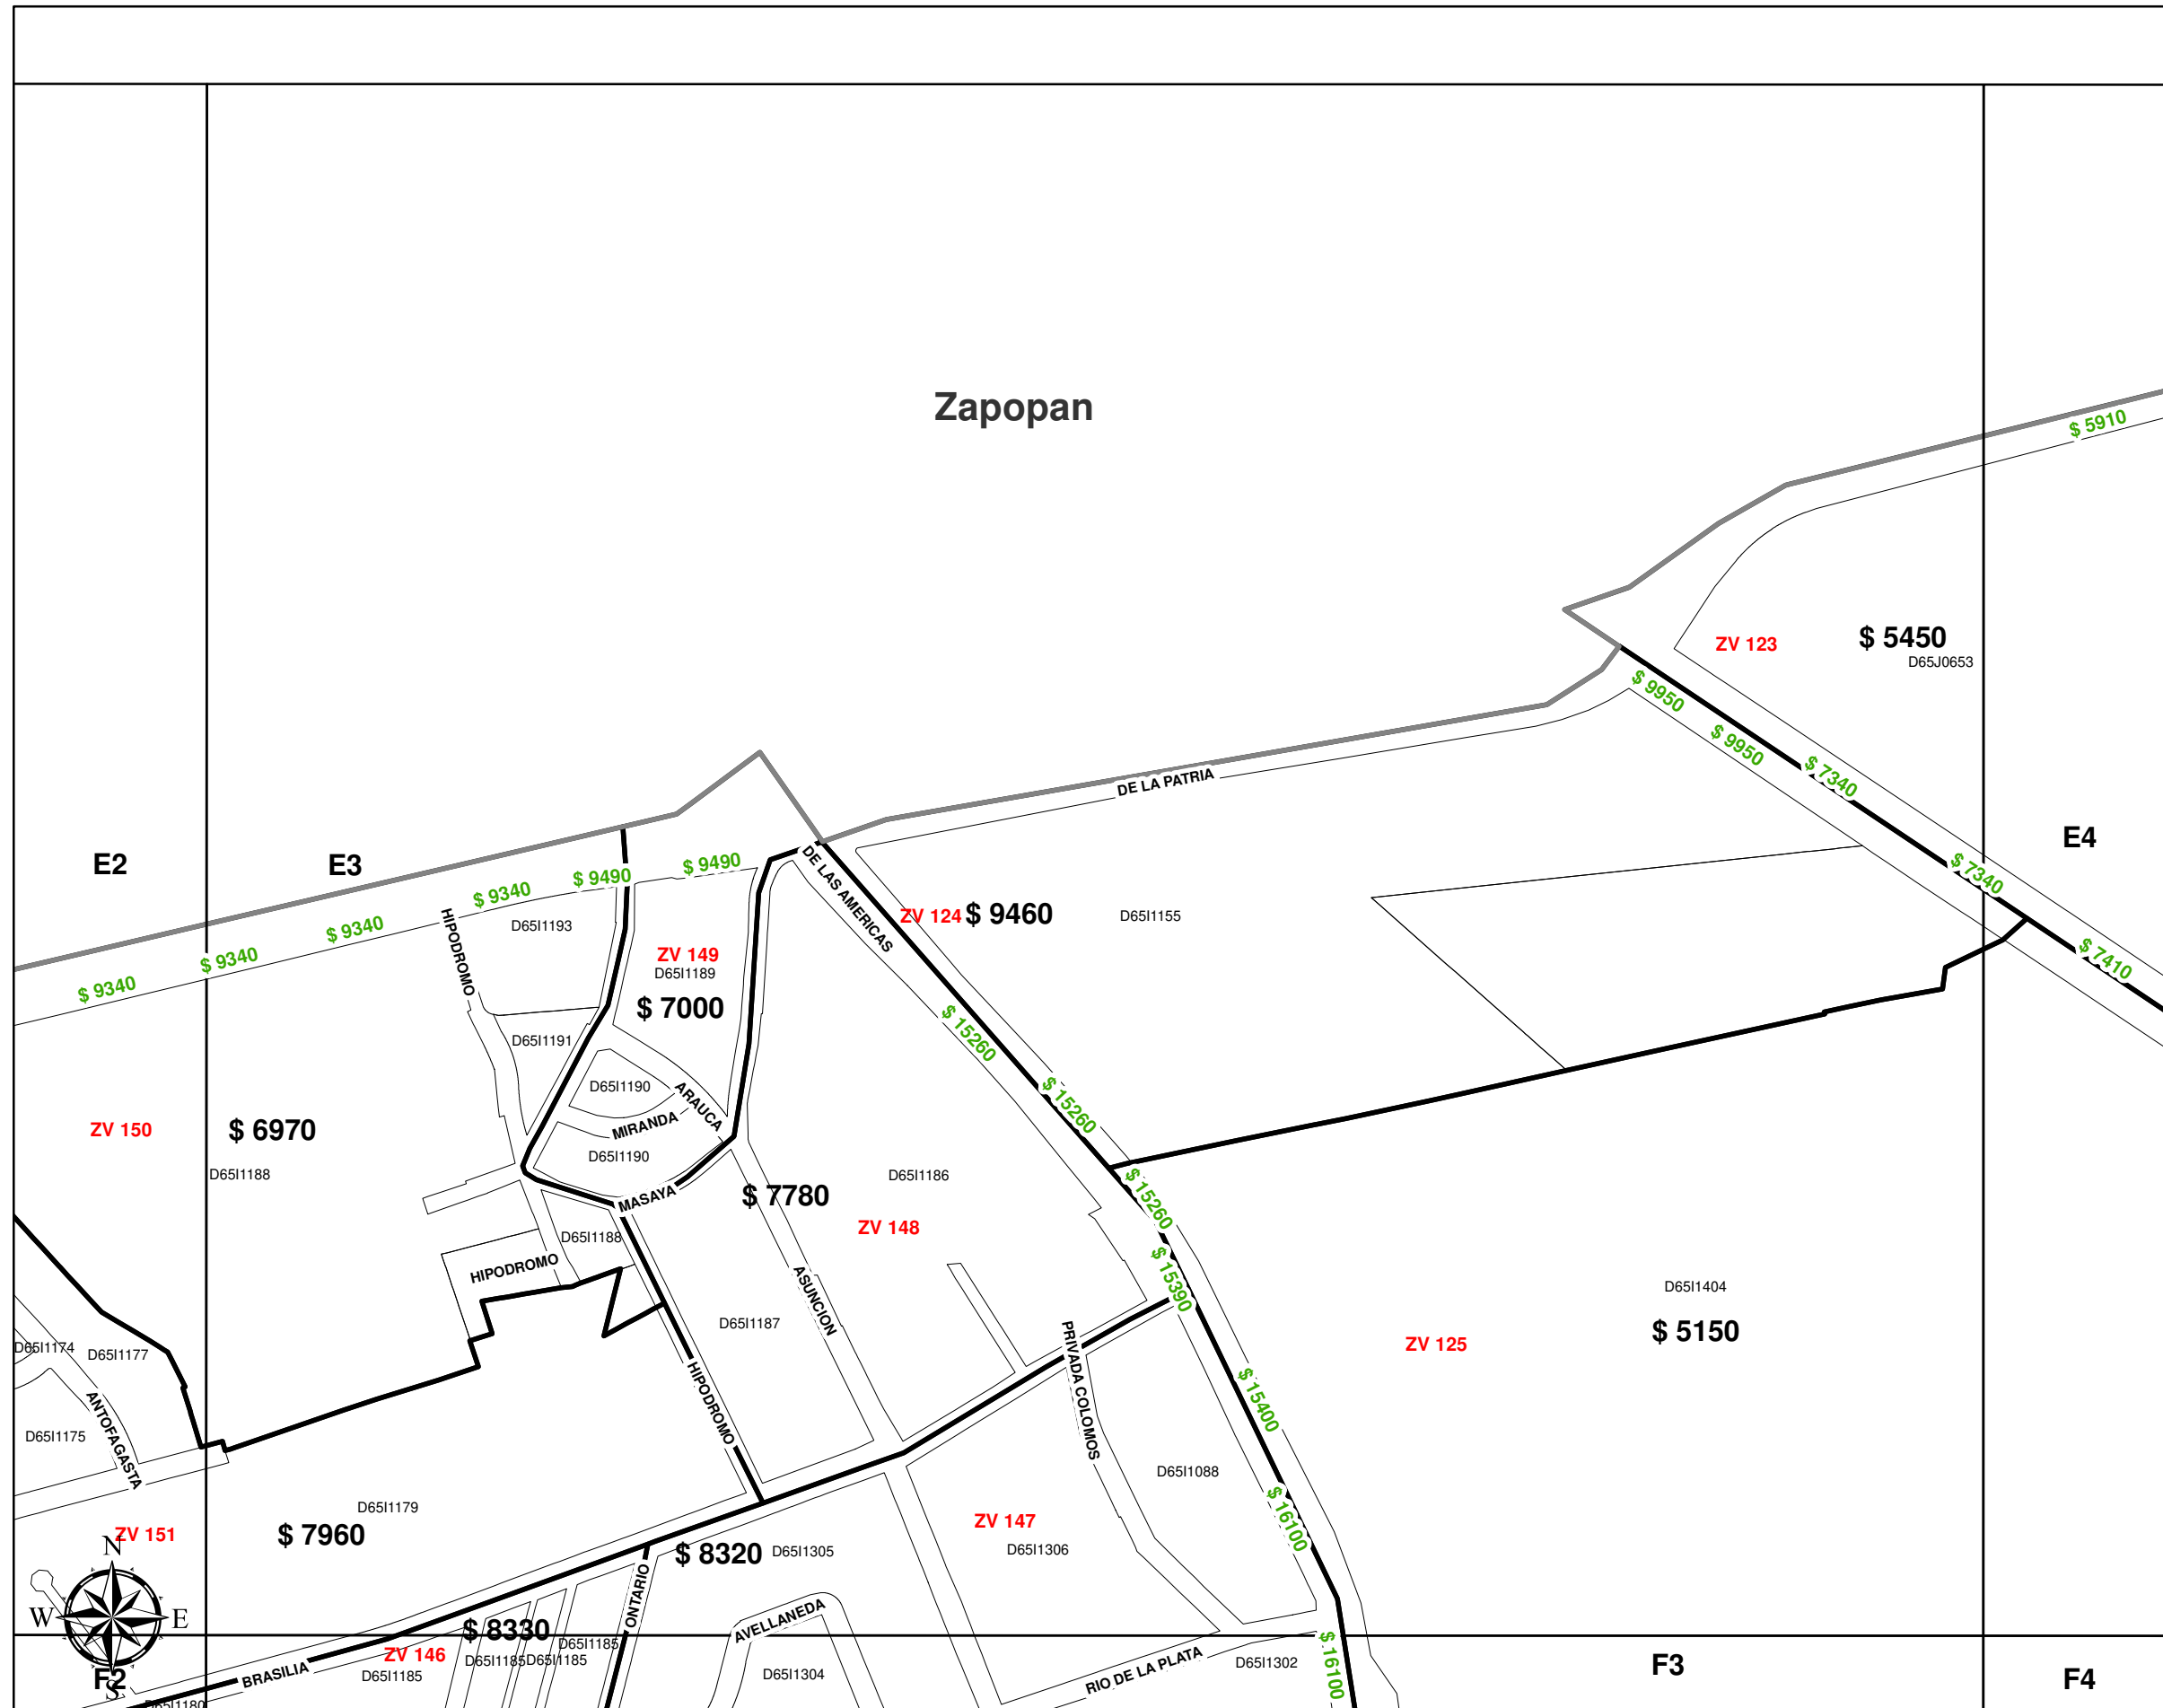 Zapopan
$ 5910
ZV 123
$ 5450
D65J0653
$ 9950
$ 9950
$ 7340
$ 7340
$ 7410
DE LA PATRIA
E2
E3
E4
$ 9340
$ 9340
$ 9340
$ 9340
$ 9490
$ 9490
DE LAS AMERICAS
ZV 124
$ 9460
D65I1155
HIPODROMO
D65I1193
ZV 149
D65I1189
$ 7000
D65I1191
D65I1190
ARAUCA
MIRANDA
D65I1190
MASAYA
$ 15260
$ 15260
$ 15260
$ 15390
ZV 150
$ 6970
D65I1188
$ 7780
D65I1186
ZV 148
D65I1188
HIPODROMO
D65I1187
ASUNCION
HIPODROMO
PRIVADA COLOMOS
D65I1404
$ 5150
ZV 125
$ 15400
D65I1174
D65I1177
ANTOFAGASTA
D65I1175
D65I1179
$ 7960
ZV 151
N
W
E
S
F2
D65I1088
ZV 147
D65I1306
$ 16100
$ 8320
D65I1305
ONTARIO
$ 8330
D65I1185
D65I1185
D65I1185
D65I1185
ZV 146
BRASILIA
D65I1180
AVELLANEDA
D65I1304
RIO DE LA PLATA
D65I1302
$ 16100
F3
F4